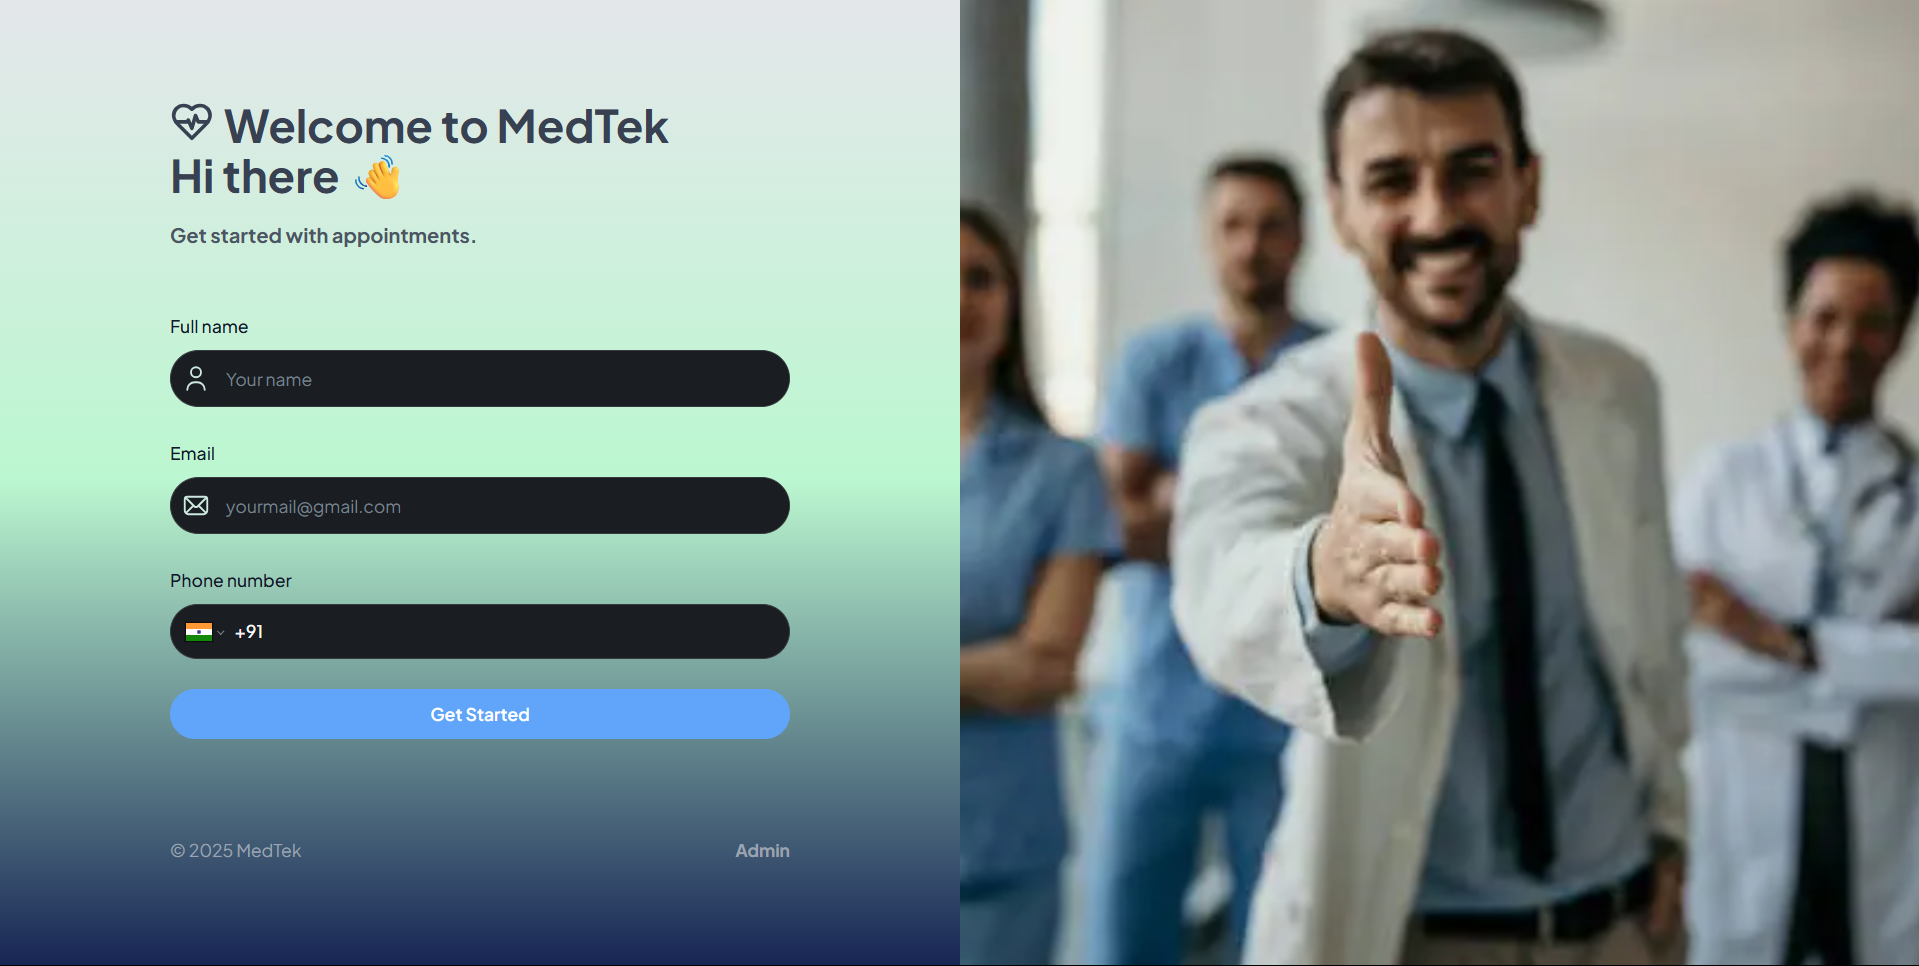 Welcome to MedTek
Hi there 👋
Get started with appointments.
Full name
Your name
Email
yourmail@gmail.com
Phone number
+91
Get Started
© 2025 MedTek
Admin